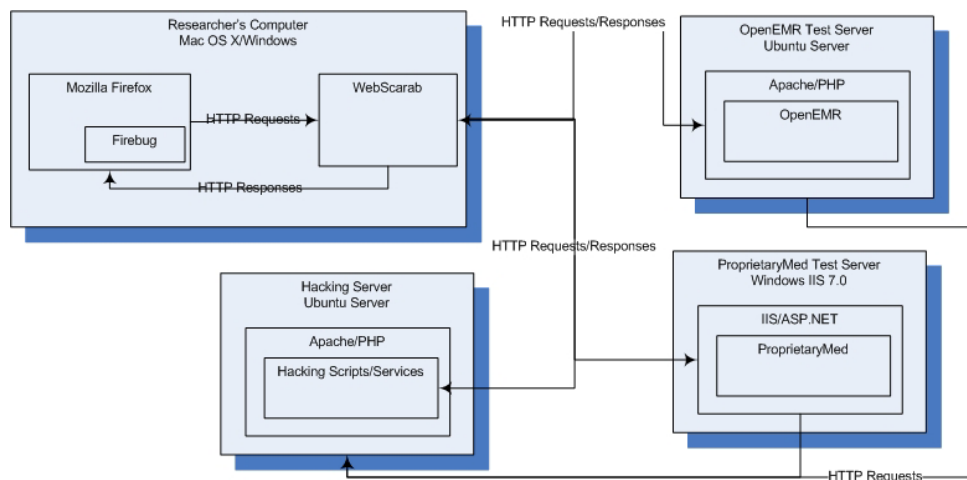 Researcher's Computer
Mac OS X/Windows
Mozilla Firefox
Firebug
WebScarab
HTTP Requests
HTTP Responses
HTTP Requests/Responses
OpenEMR Test Server
Ubuntu Server
Apache/PHP
OpenEMR
HTTP Requests/Responses
Hacking Server
Ubuntu Server
Apache/PHP
Hacking Scripts/Services
ProprietaryMed Test Server
Windows IIS 7.0
IIS/ASP.NET
ProprietaryMed
HTTP Requests